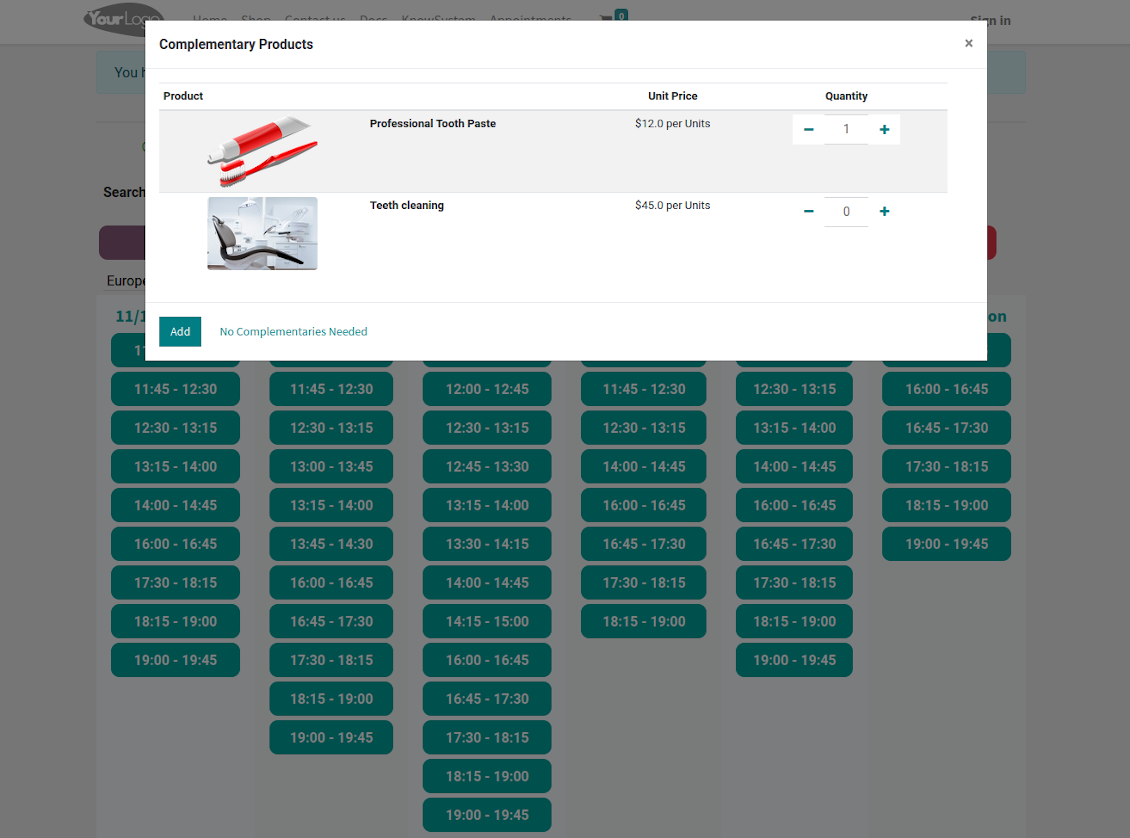 YourLogo Home Shop Contact us Docs KnowSystem Appointments 0 Sign in
Complementary Products ×
You h
Product Unit Price Quantity
Professional Tooth Paste $12.0 per Units − 1 +
Search
Teeth cleaning $45.0 per Units − 0 +
Europe
11/1 on
Add No Complementaries Needed
11:45 - 12:30 11:45 - 12:30 12:00 - 12:45 11:45 - 12:30 12:30 - 13:15 16:00 - 16:45
12:30 - 13:15 12:30 - 13:15 12:30 - 13:15 12:30 - 13:15 13:15 - 14:00 16:45 - 17:30
13:15 - 14:00 13:00 - 13:45 12:45 - 13:30 14:00 - 14:45 14:00 - 14:45 17:30 - 18:15
14:00 - 14:45 13:15 - 14:00 13:15 - 14:00 16:00 - 16:45 16:00 - 16:45 18:15 - 19:00
16:00 - 16:45 13:45 - 14:30 13:30 - 14:15 16:45 - 17:30 16:45 - 17:30 19:00 - 19:45
17:30 - 18:15 16:00 - 16:45 14:00 - 14:45 17:30 - 18:15 17:30 - 18:15
18:15 - 19:00 16:45 - 17:30 14:15 - 15:00 18:15 - 19:00 18:15 - 19:00
19:00 - 19:45 17:30 - 18:15 16:00 - 16:45 19:00 - 19:45
18:15 - 19:00 16:45 - 17:30
19:00 - 19:45 17:30 - 18:15
18:15 - 19:00
19:00 - 19:45